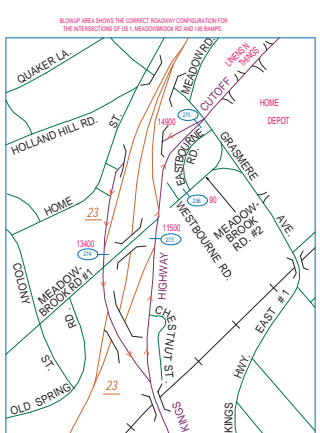 BLOWUP AREA SHOWS THE CORRECT ROADWAY CONFIGURATION FOR
THE INTERSECTIONS OF US 1, MEADOWBROOK RD AND I-95 RAMPS.
QUAKER LA.
MEADOW RD.
LINENS N
THINGS
CUTOFF
HOME
DEPOT
275
14900
HOLLAND HILL RD.
ST.
EASTBOURNE
RD.
GRASMERE
AVE.
HOME
23
236
90
WESTBOURNE RD.
MEADOW-
BROOK
RD. #2
11500
273
13400
274
ANOLCO
ST.
MEADOW-
BROOK RD #1
RD.
HIGHWAY
CHESTNUT ST.
EAST #1
HWY.
KINGS
OLD SPRING
23
KINGS